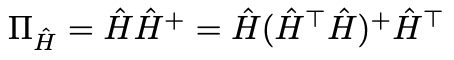 Π_Ĥ = ĤĤ⁺ = Ĥ(Ĥ^⊤Ĥ)⁺Ĥ^⊤